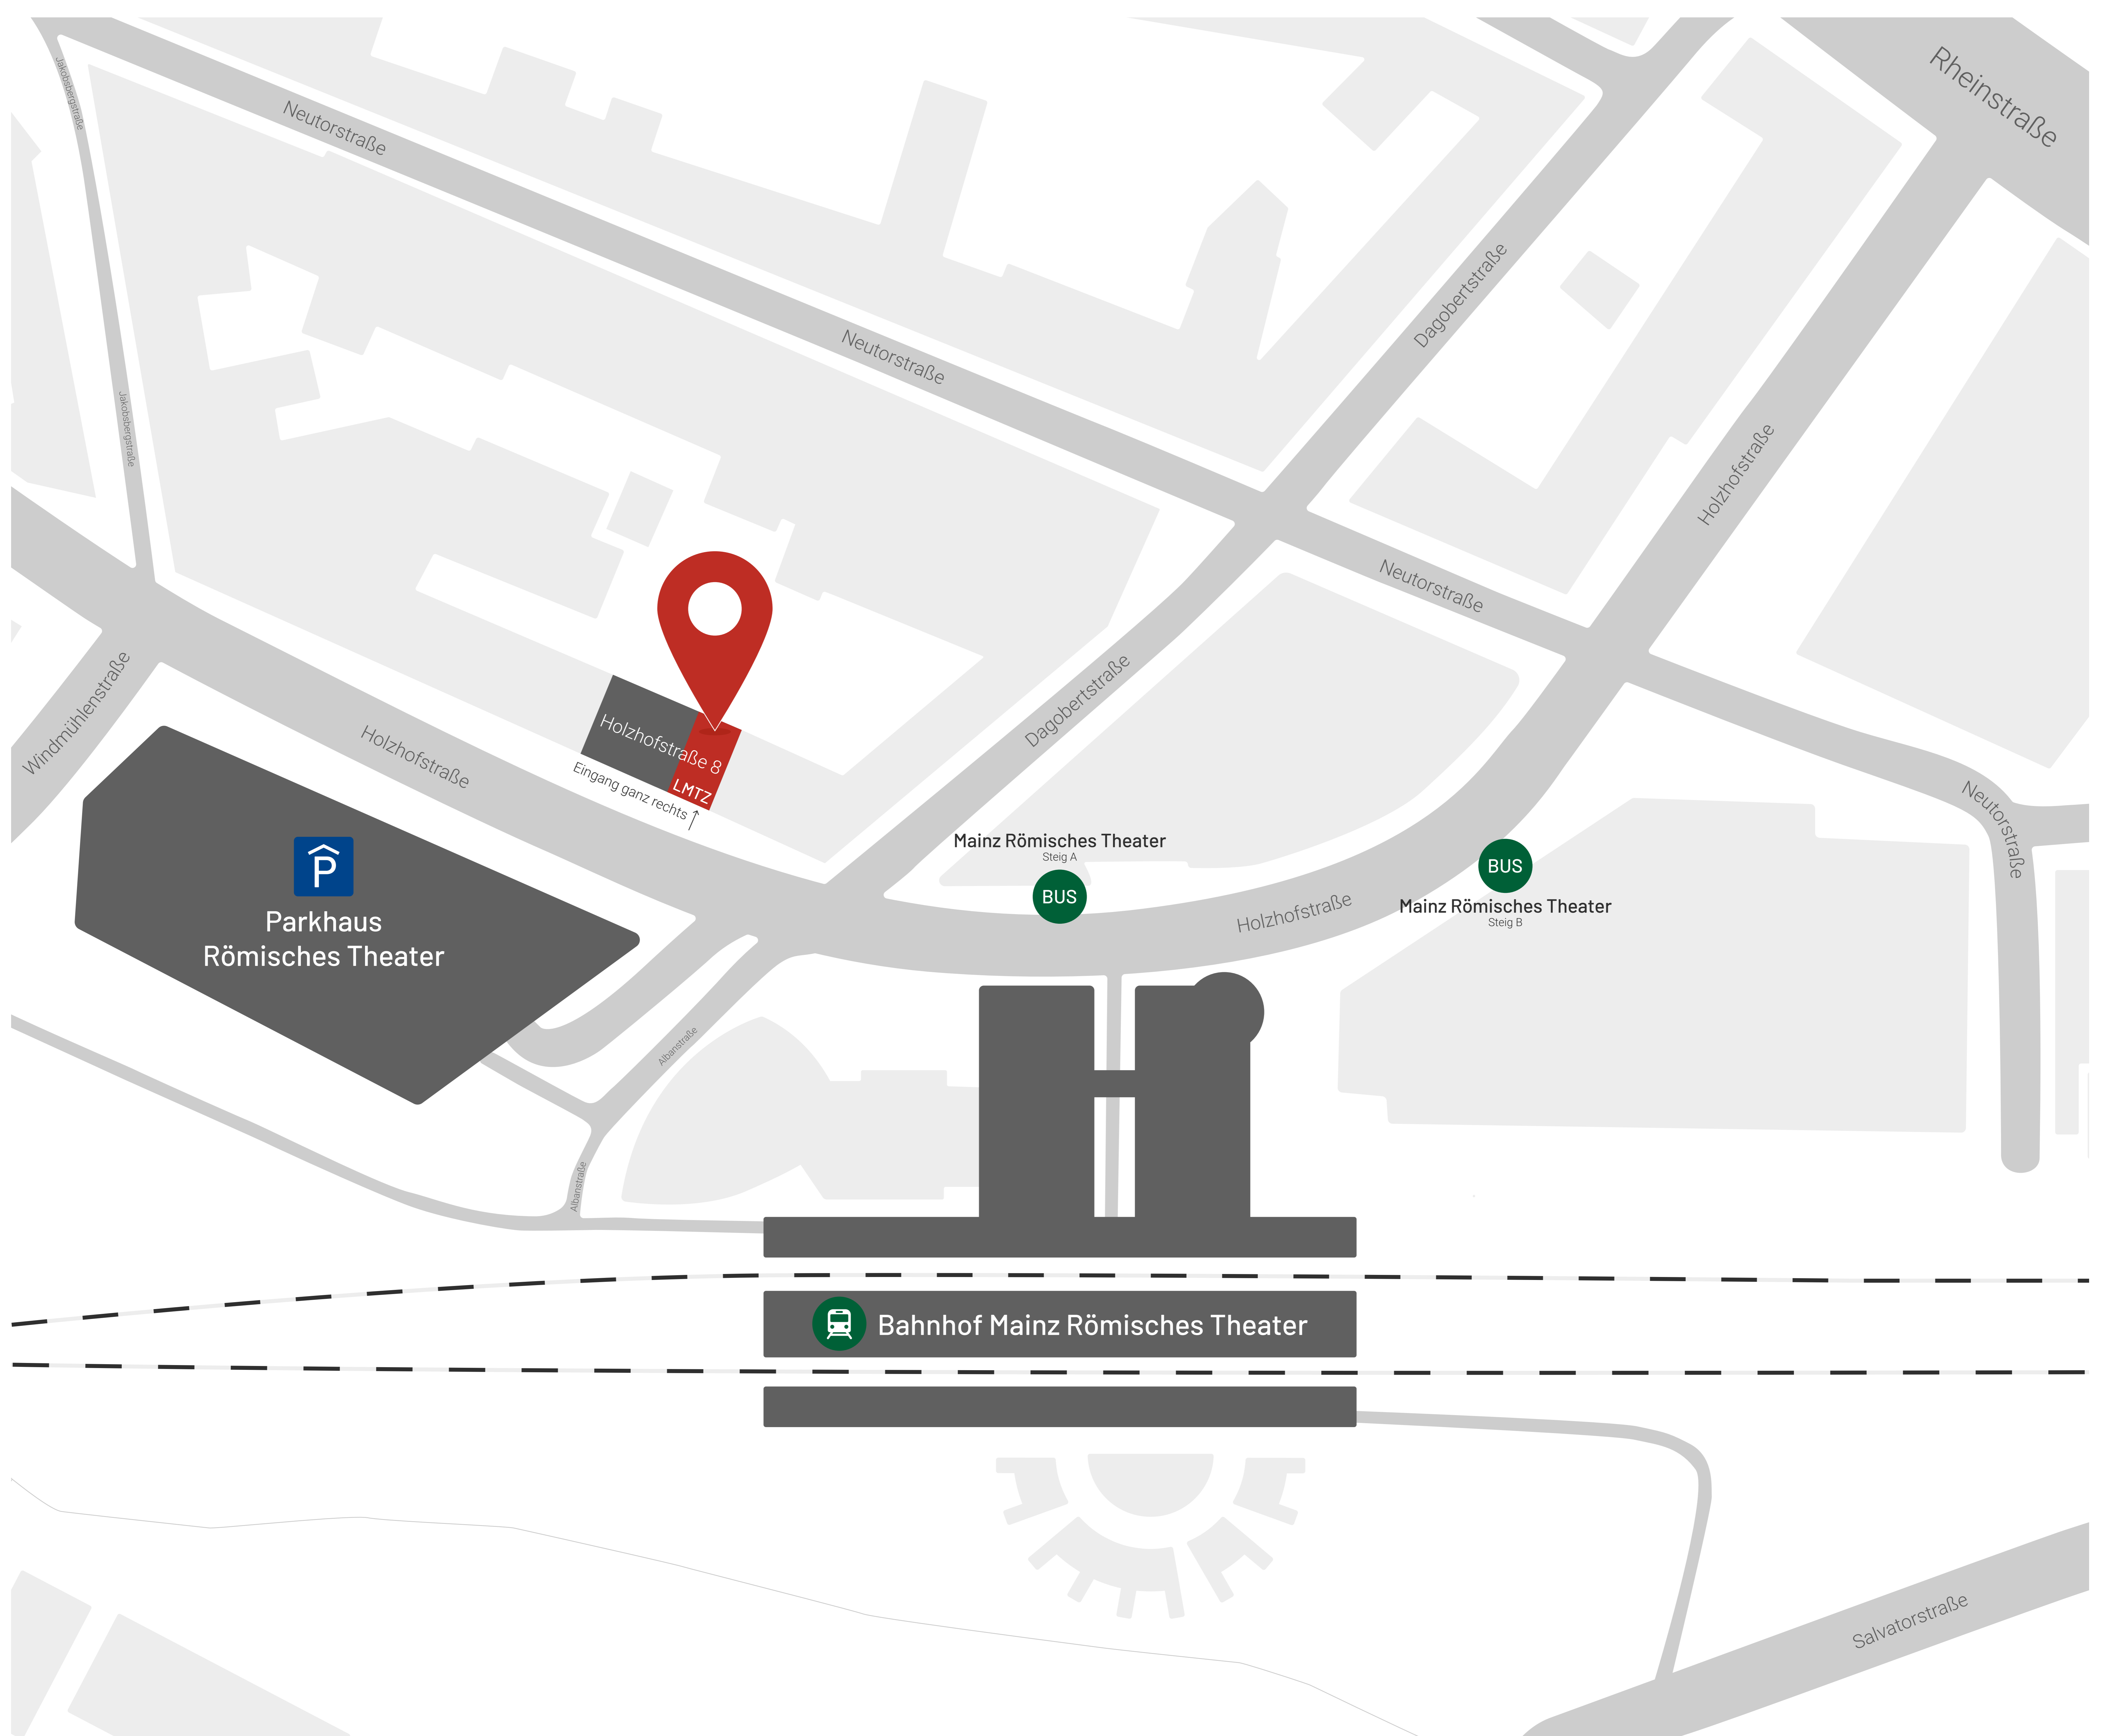 Rheinstraße
Jakobsbergstraße
Neutorstraße
Dagobertstraße
Neutorstraße
Jakobsbergstraße
Holzhofstraße
Neutorstraße
Windmühlenstraße
Dagobertstraße
Holzhofstraße
Holzhofstraße 8
LMTZ
Eingang ganz rechts ↑
Neutorstraße
Mainz Römisches Theater
Steig A
BUS
BUS
Mainz Römisches Theater
Steig B
Holzhofstraße
P
Parkhaus
Römisches Theater
Albanstraße
Albanstraße
Bahnhof Mainz Römisches Theater
Salvatorstraße